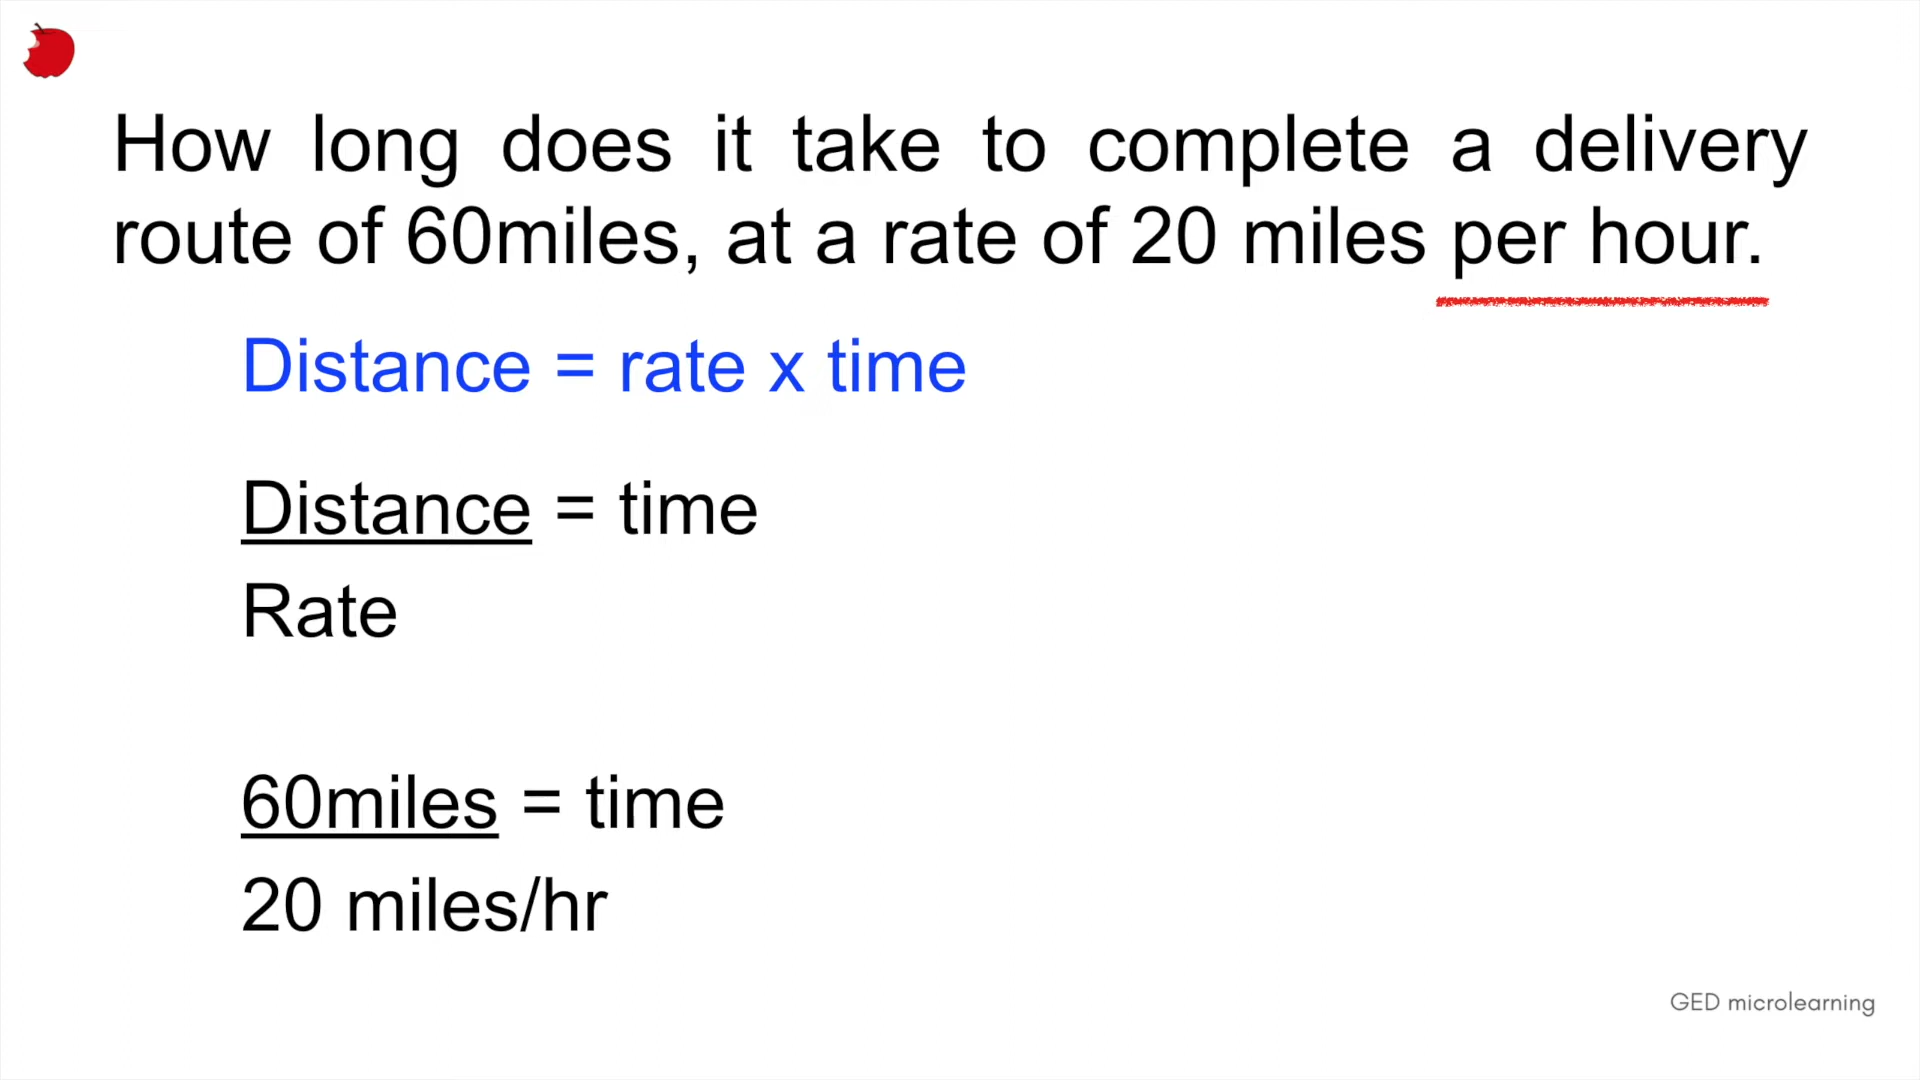 How long does it take to complete a delivery
route of 60miles, at a rate of 20 miles per hour.
Distance = rate x time
Distance = time
Rate
60miles = time
20 miles/hr
GED microlearning